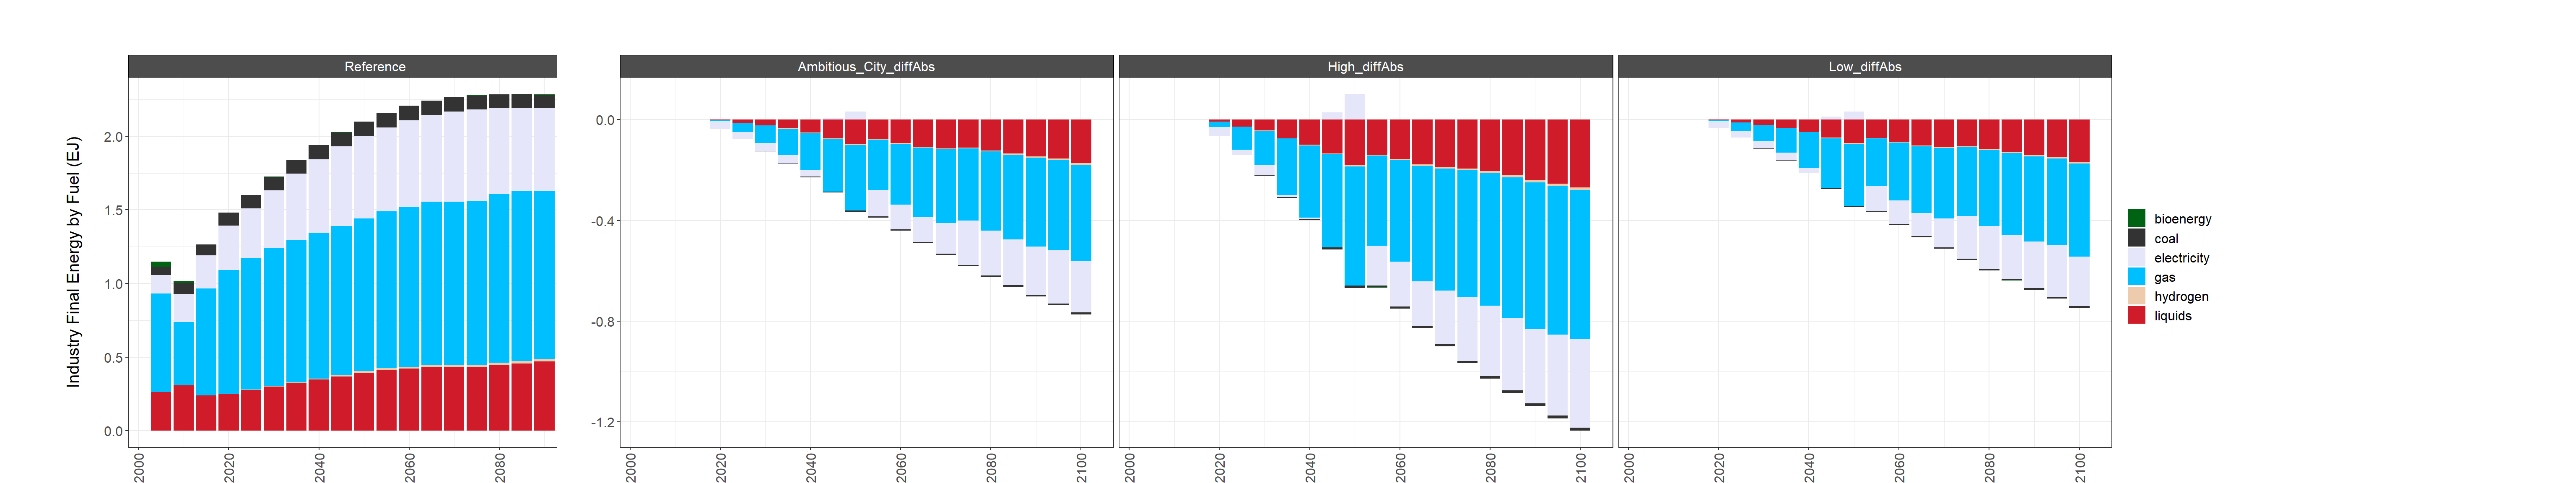 Industry Final Energy by Fuel (EJ)
Reference
Ambitious_City_diffAbs
High_diffAbs
Low_diffAbs
2.0
1.5
1.0
0.5
0.0
0.0
-0.4
-0.8
-1.2
2000
2020
2040
2060
2080
2000
2020
2040
2060
2080
2100
2000
2020
2040
2060
2080
2100
2000
2020
2040
2060
2080
2100
bioenergy
coal
electricity
gas
hydrogen
liquids